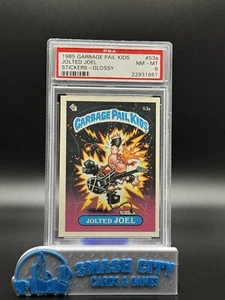 PSA
1985 GARBAGE PAIL KIDS #53a
JOLTED JOEL NM - MT
STICKERS-GLOSSY 8
22931661
53a
GARBAGE PAIL KIDS
JOLTED JOEL
SMASH CITY
CARDS & GAMES